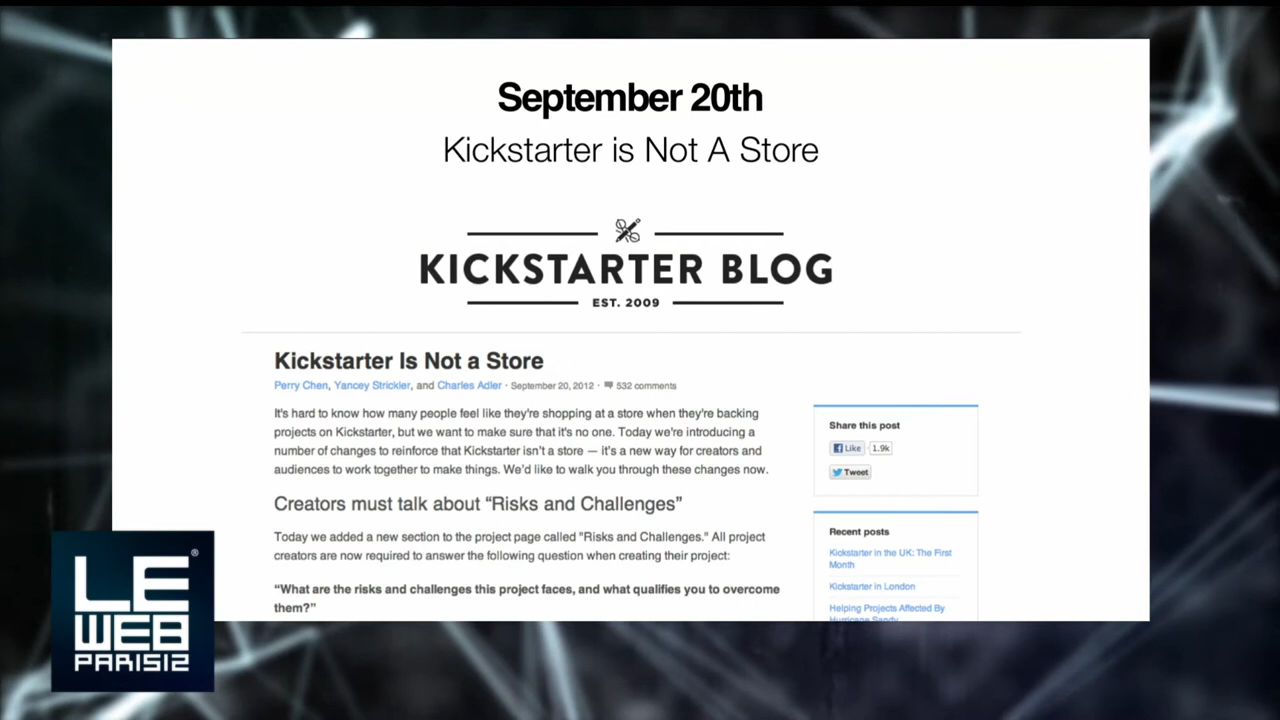 September 20th
Kickstarter is Not A Store
KICKSTARTER BLOG
EST. 2009
Kickstarter Is Not a Store
Perry Chen, Yancey Strickler, and Charles Adler · September 20, 2012 · 532 comments
It's hard to know how many people feel like they're shopping at a store when they're backing
projects on Kickstarter, but we want to make sure that it's no one. Today we're introducing a
number of changes to reinforce that Kickstarter isn't a store — it's a new way for creators and
audiences to work together to make things. We'd like to walk you through these changes now.
Creators must talk about “Risks and Challenges”
Today we added a new section to the project page called "Risks and Challenges." All project
creators are now required to answer the following question when creating their project:
“What are the risks and challenges this project faces, and what qualifies you to overcome
them?”
Share this post
Like 1.9k
Tweet
Recent posts
Kickstarter in the UK: The First
Month
Kickstarter in London
Helping Projects Affected By
Hurricane Sandy
LE
WEB
PARIS12
®